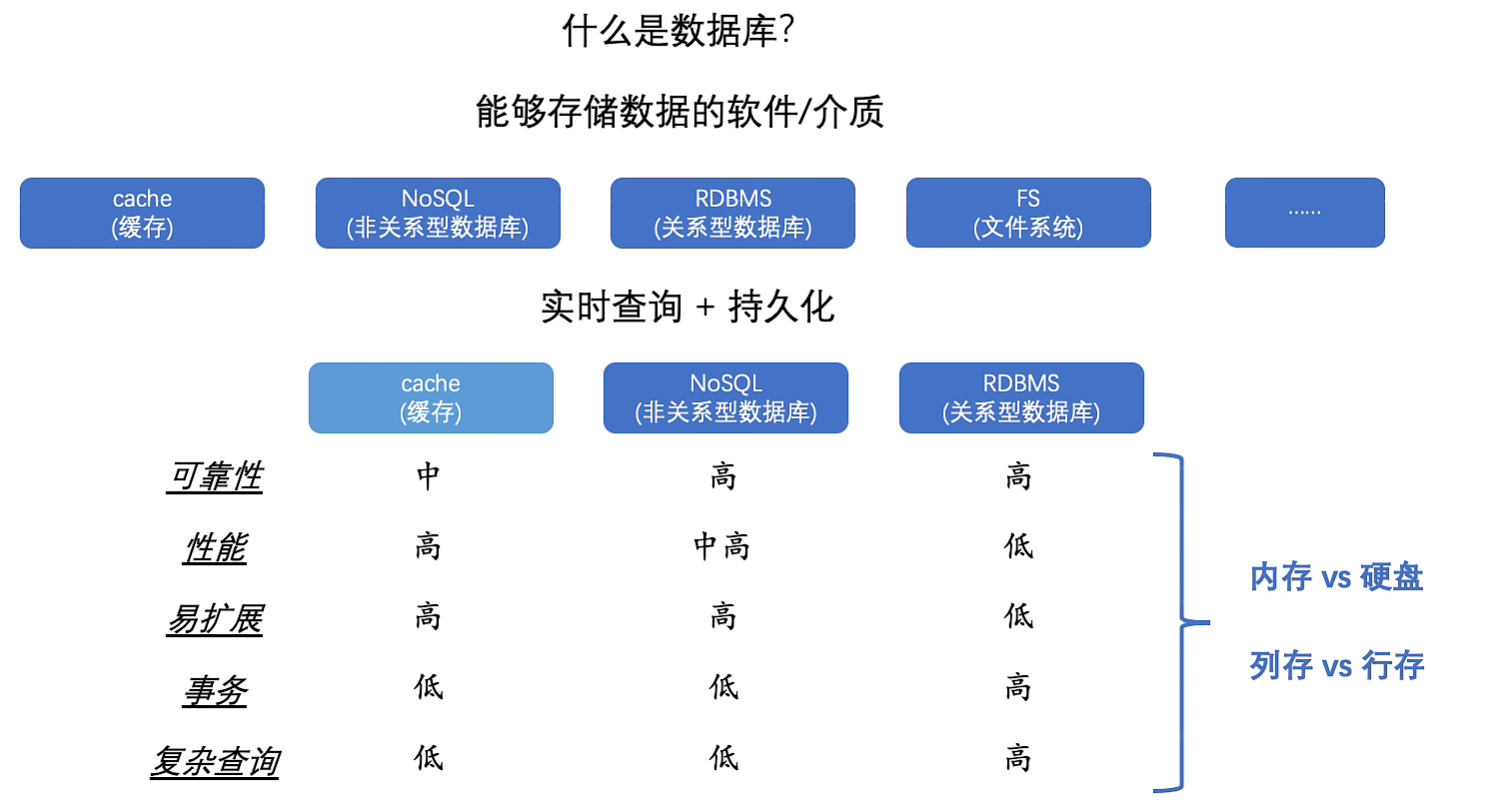 什么是数据库?
能够存储数据的软件/介质
cache
(缓存)
NoSQL
(非关系型数据库)
RDBMS
(关系型数据库)
FS
(文件系统)
......
实时查询 + 持久化
cache
(缓存)
NoSQL
(非关系型数据库)
RDBMS
(关系型数据库)
可靠性 中 高 高
性能 高 中高 低
易扩展 高 高 低
事务 低 低 高
复杂查询 低 低 高
内存 vs 硬盘
列存 vs 行存